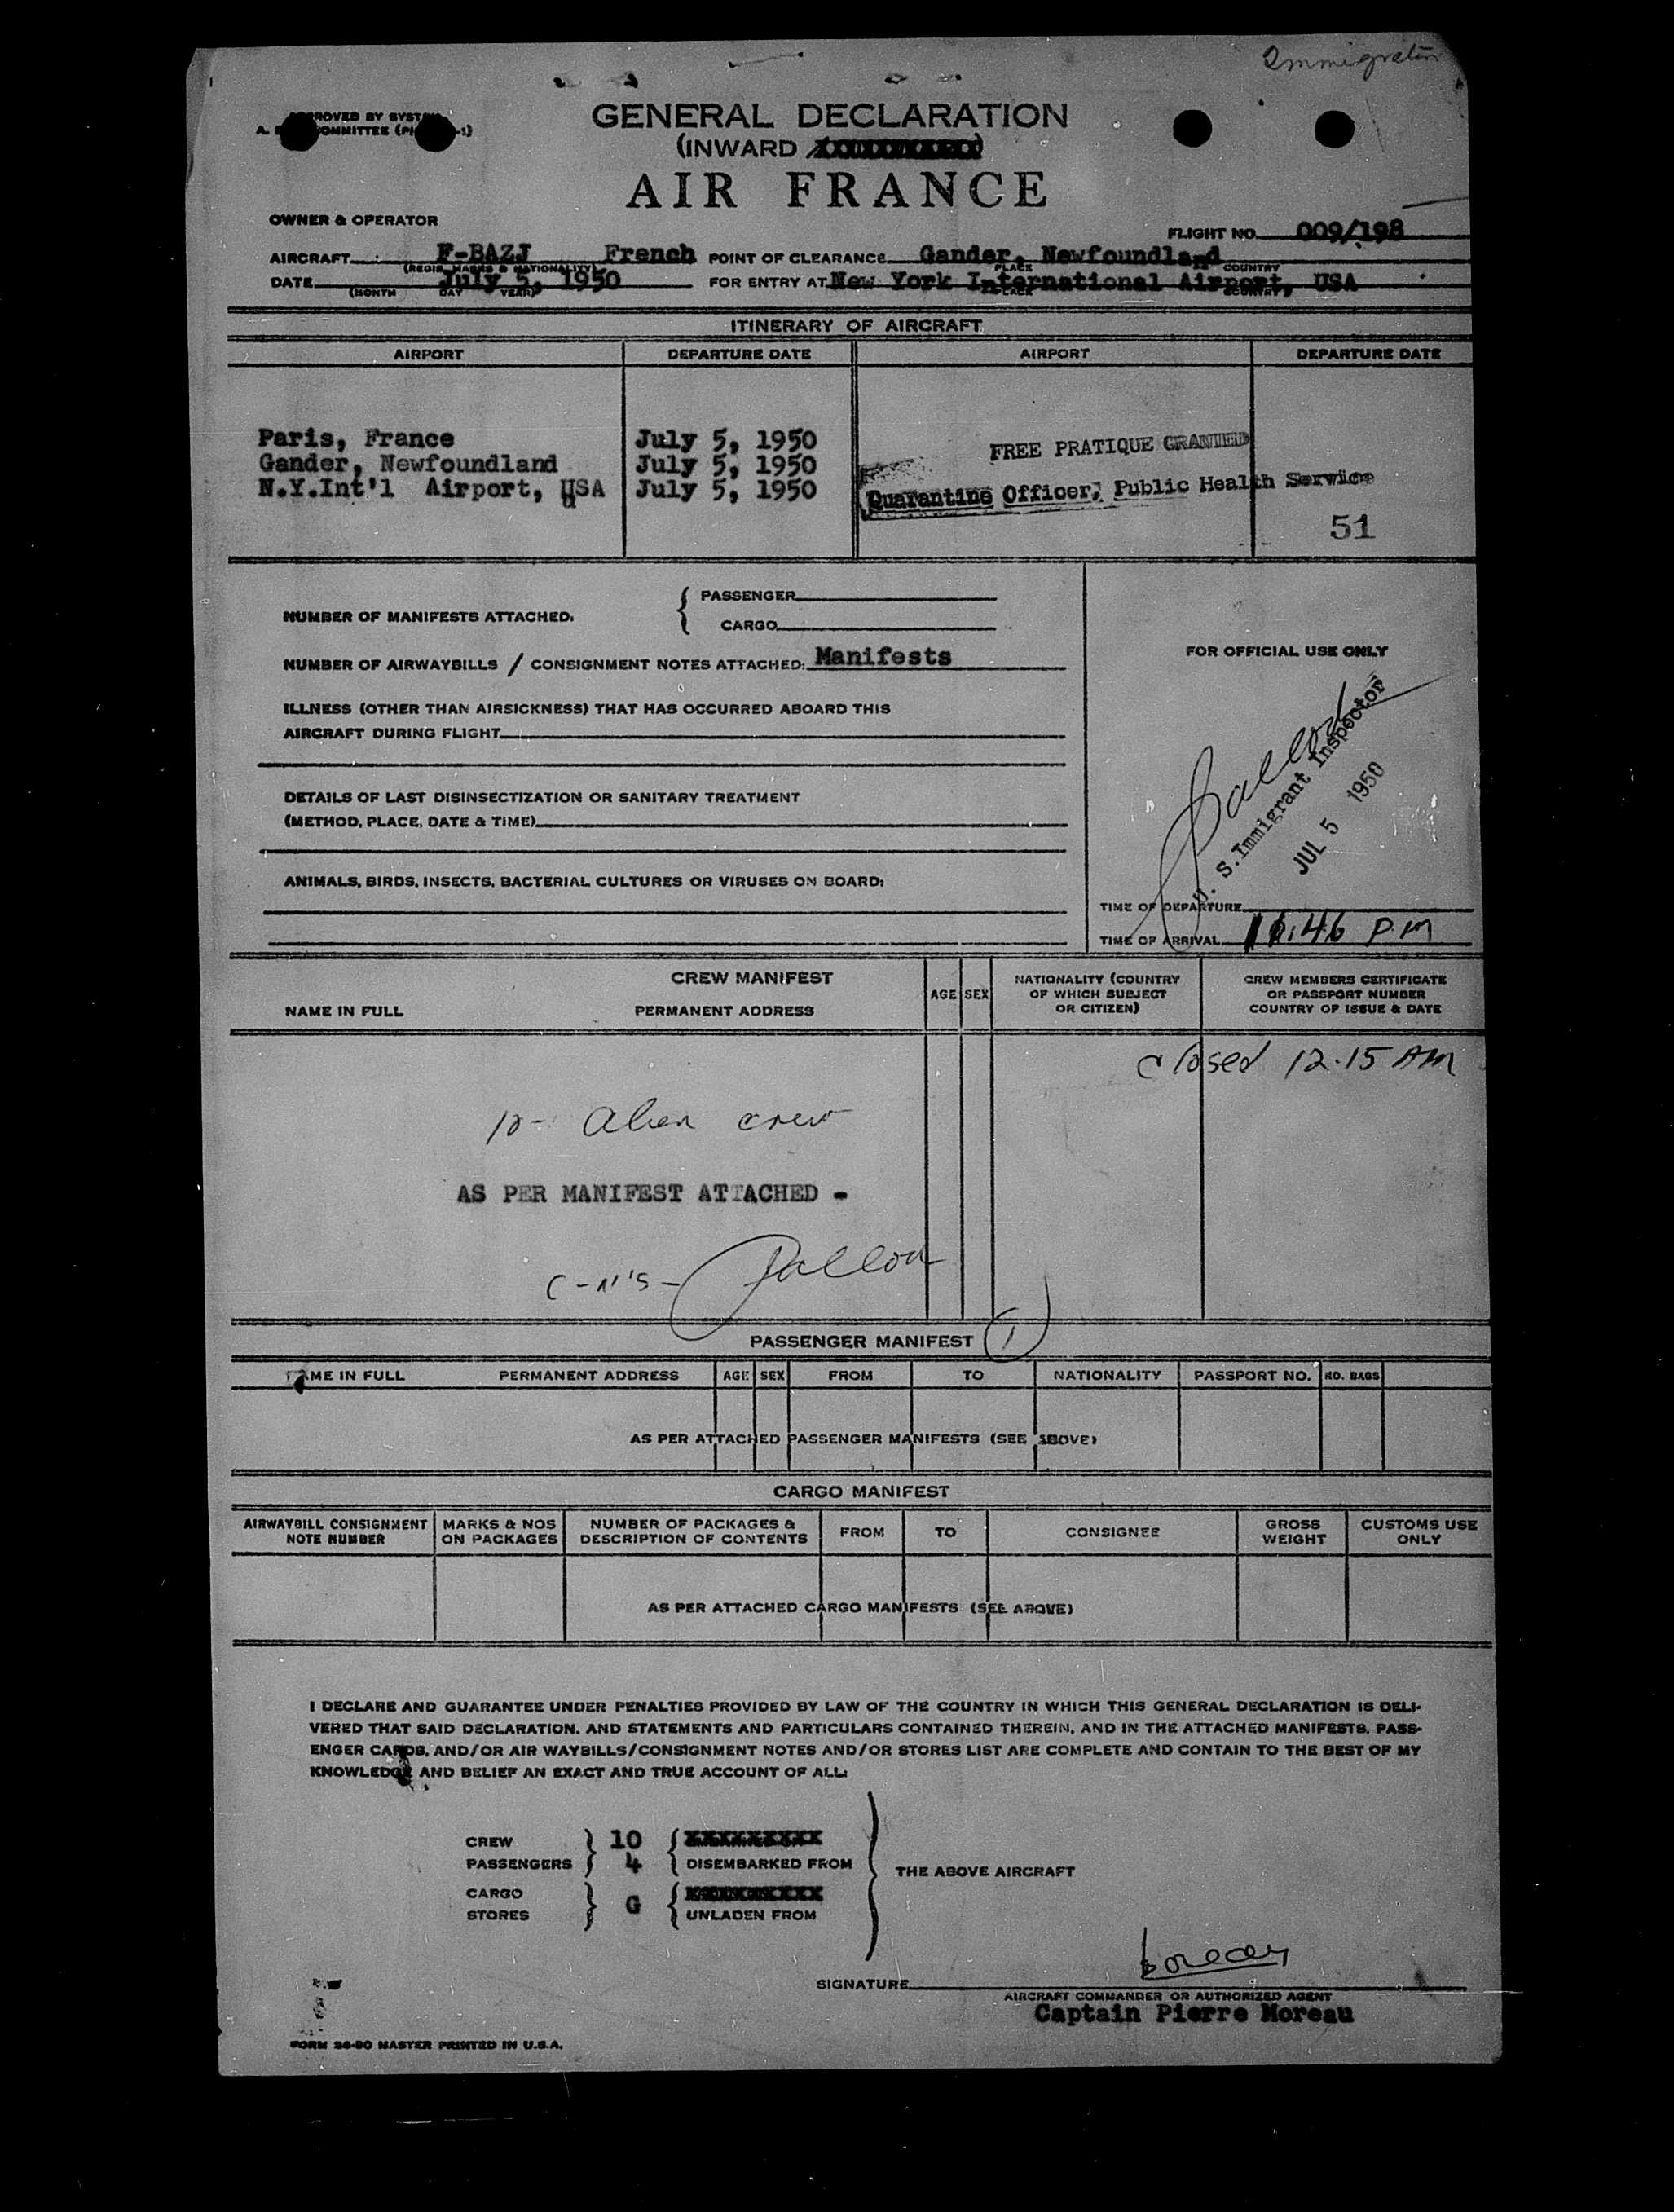 Immigration
GENERAL DECLARATION
(INWARD
AIR FRANCE
OWNER & OPERATOR
FLIGHT NO. 009/198
AIRCRAFT F-BAZJ French POINT OF CLEARANCE Gander, Newfoundland
(REGIS. MARKS & NATIONALITY) PLACE COUNTRY
DATE July 5, 1950 FOR ENTRY AT New York International Airport, USA
(MONTH DAY YEAR) PLACE COUNTRY
ITINERARY OF AIRCRAFT
AIRPORT DEPARTURE DATE AIRPORT DEPARTURE DATE
Paris, France July 5, 1950
Gander, Newfoundland July 5, 1950
N.Y.Int'l Airport, USA July 5, 1950
FREE PRATIQUE GRANTED
Quarantine Officer, Public Health Service
51
NUMBER OF MANIFESTS ATTACHED. { PASSENGER
CARGO
NUMBER OF AIRWAYBILLS / CONSIGNMENT NOTES ATTACHED: Manifests
ILLNESS (OTHER THAN AIRSICKNESS) THAT HAS OCCURRED ABOARD THIS
AIRCRAFT DURING FLIGHT
DETAILS OF LAST DISINSECTIZATION OR SANITARY TREATMENT
(METHOD, PLACE, DATE & TIME)
ANIMALS, BIRDS, INSECTS, BACTERIAL CULTURES OR VIRUSES ON BOARD:
FOR OFFICIAL USE ONLY
U. S. Immigrant Inspector
JUL 5 1950
TIME OF DEPARTURE
TIME OF ARRIVAL :46 P.M
CREW MANIFEST
NAME IN FULL PERMANENT ADDRESS AGE SEX NATIONALITY (COUNTRY OF WHICH SUBJECT OR CITIZEN) CREW MEMBERS CERTIFICATE OR PASSPORT NUMBER COUNTRY OF ISSUE & DATE
Closed 12.15 AM
10- Alien crew
AS PER MANIFEST ATTACHED -
PASSENGER MANIFEST 1
NAME IN FULL PERMANENT ADDRESS AGE SEX FROM TO NATIONALITY PASSPORT NO. NO. BAGS
AS PER ATTACHED PASSENGER MANIFESTS (SEE ABOVE)
CARGO MANIFEST
AIRWAYBILL CONSIGNMENT NOTE NUMBER MARKS & NOS ON PACKAGES NUMBER OF PACKAGES & DESCRIPTION OF CONTENTS FROM TO CONSIGNEE GROSS WEIGHT CUSTOMS USE ONLY
AS PER ATTACHED CARGO MANIFESTS (SEE ABOVE)
I DECLARE AND GUARANTEE UNDER PENALTIES PROVIDED BY LAW OF THE COUNTRY IN WHICH THIS GENERAL DECLARATION IS DELI-
VERED THAT SAID DECLARATION, AND STATEMENTS AND PARTICULARS CONTAINED THEREIN, AND IN THE ATTACHED MANIFESTS, PASS-
ENGER CARDS, AND/OR AIR WAYBILLS/CONSIGNMENT NOTES AND/OR STORES LIST ARE COMPLETE AND CONTAIN TO THE BEST OF MY
KNOWLEDGE AND BELIEF AN EXACT AND TRUE ACCOUNT OF ALL:
CREW } 10
PASSENGERS } 4 { DISEMBARKED FROM
THE ABOVE AIRCRAFT
CARGO
STORES } G { UNLADEN FROM
SIGNATURE
AIRCRAFT COMMANDER OR AUTHORIZED AGENT
Captain Pierre Moreau
FORM 26-90 MASTER PRINTED IN U.S.A.